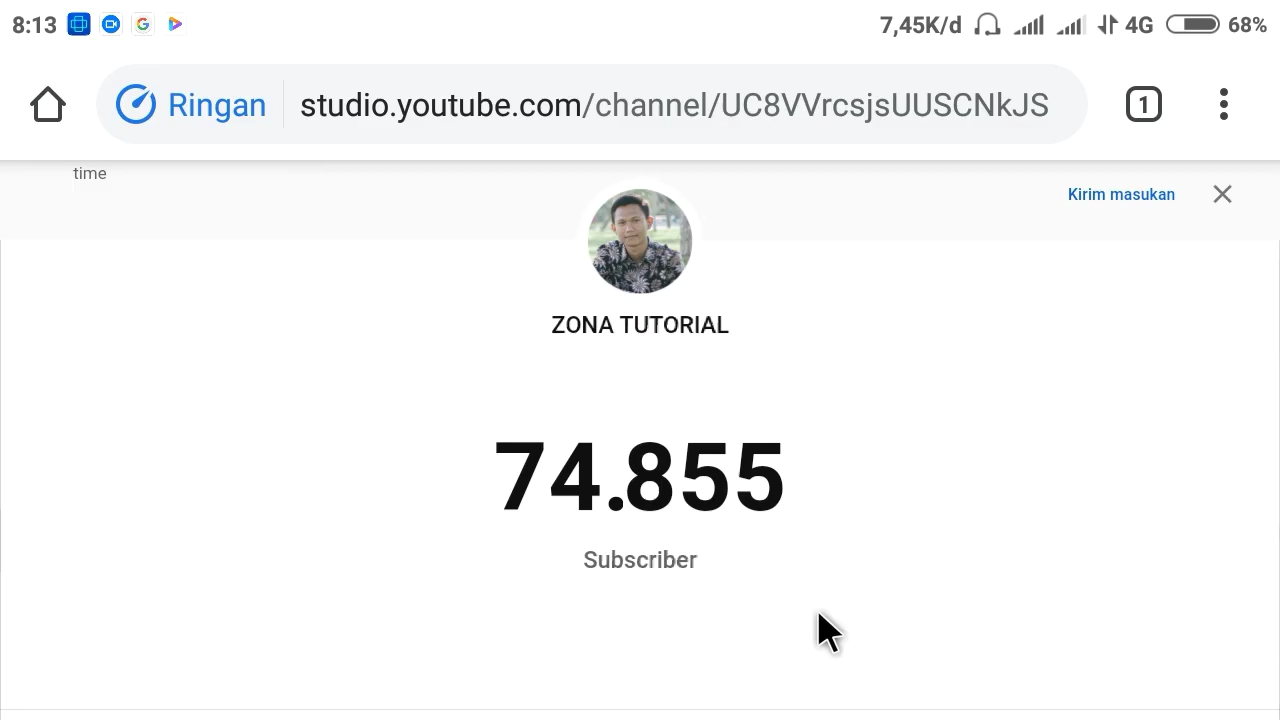 8:13 7,45K/d 4G 68%
Ringan studio.youtube.com/channel/UC8VVrcsjsUUSCNkJS 1
time
Kirim masukan
ZONA TUTORIAL
74.855
Subscriber